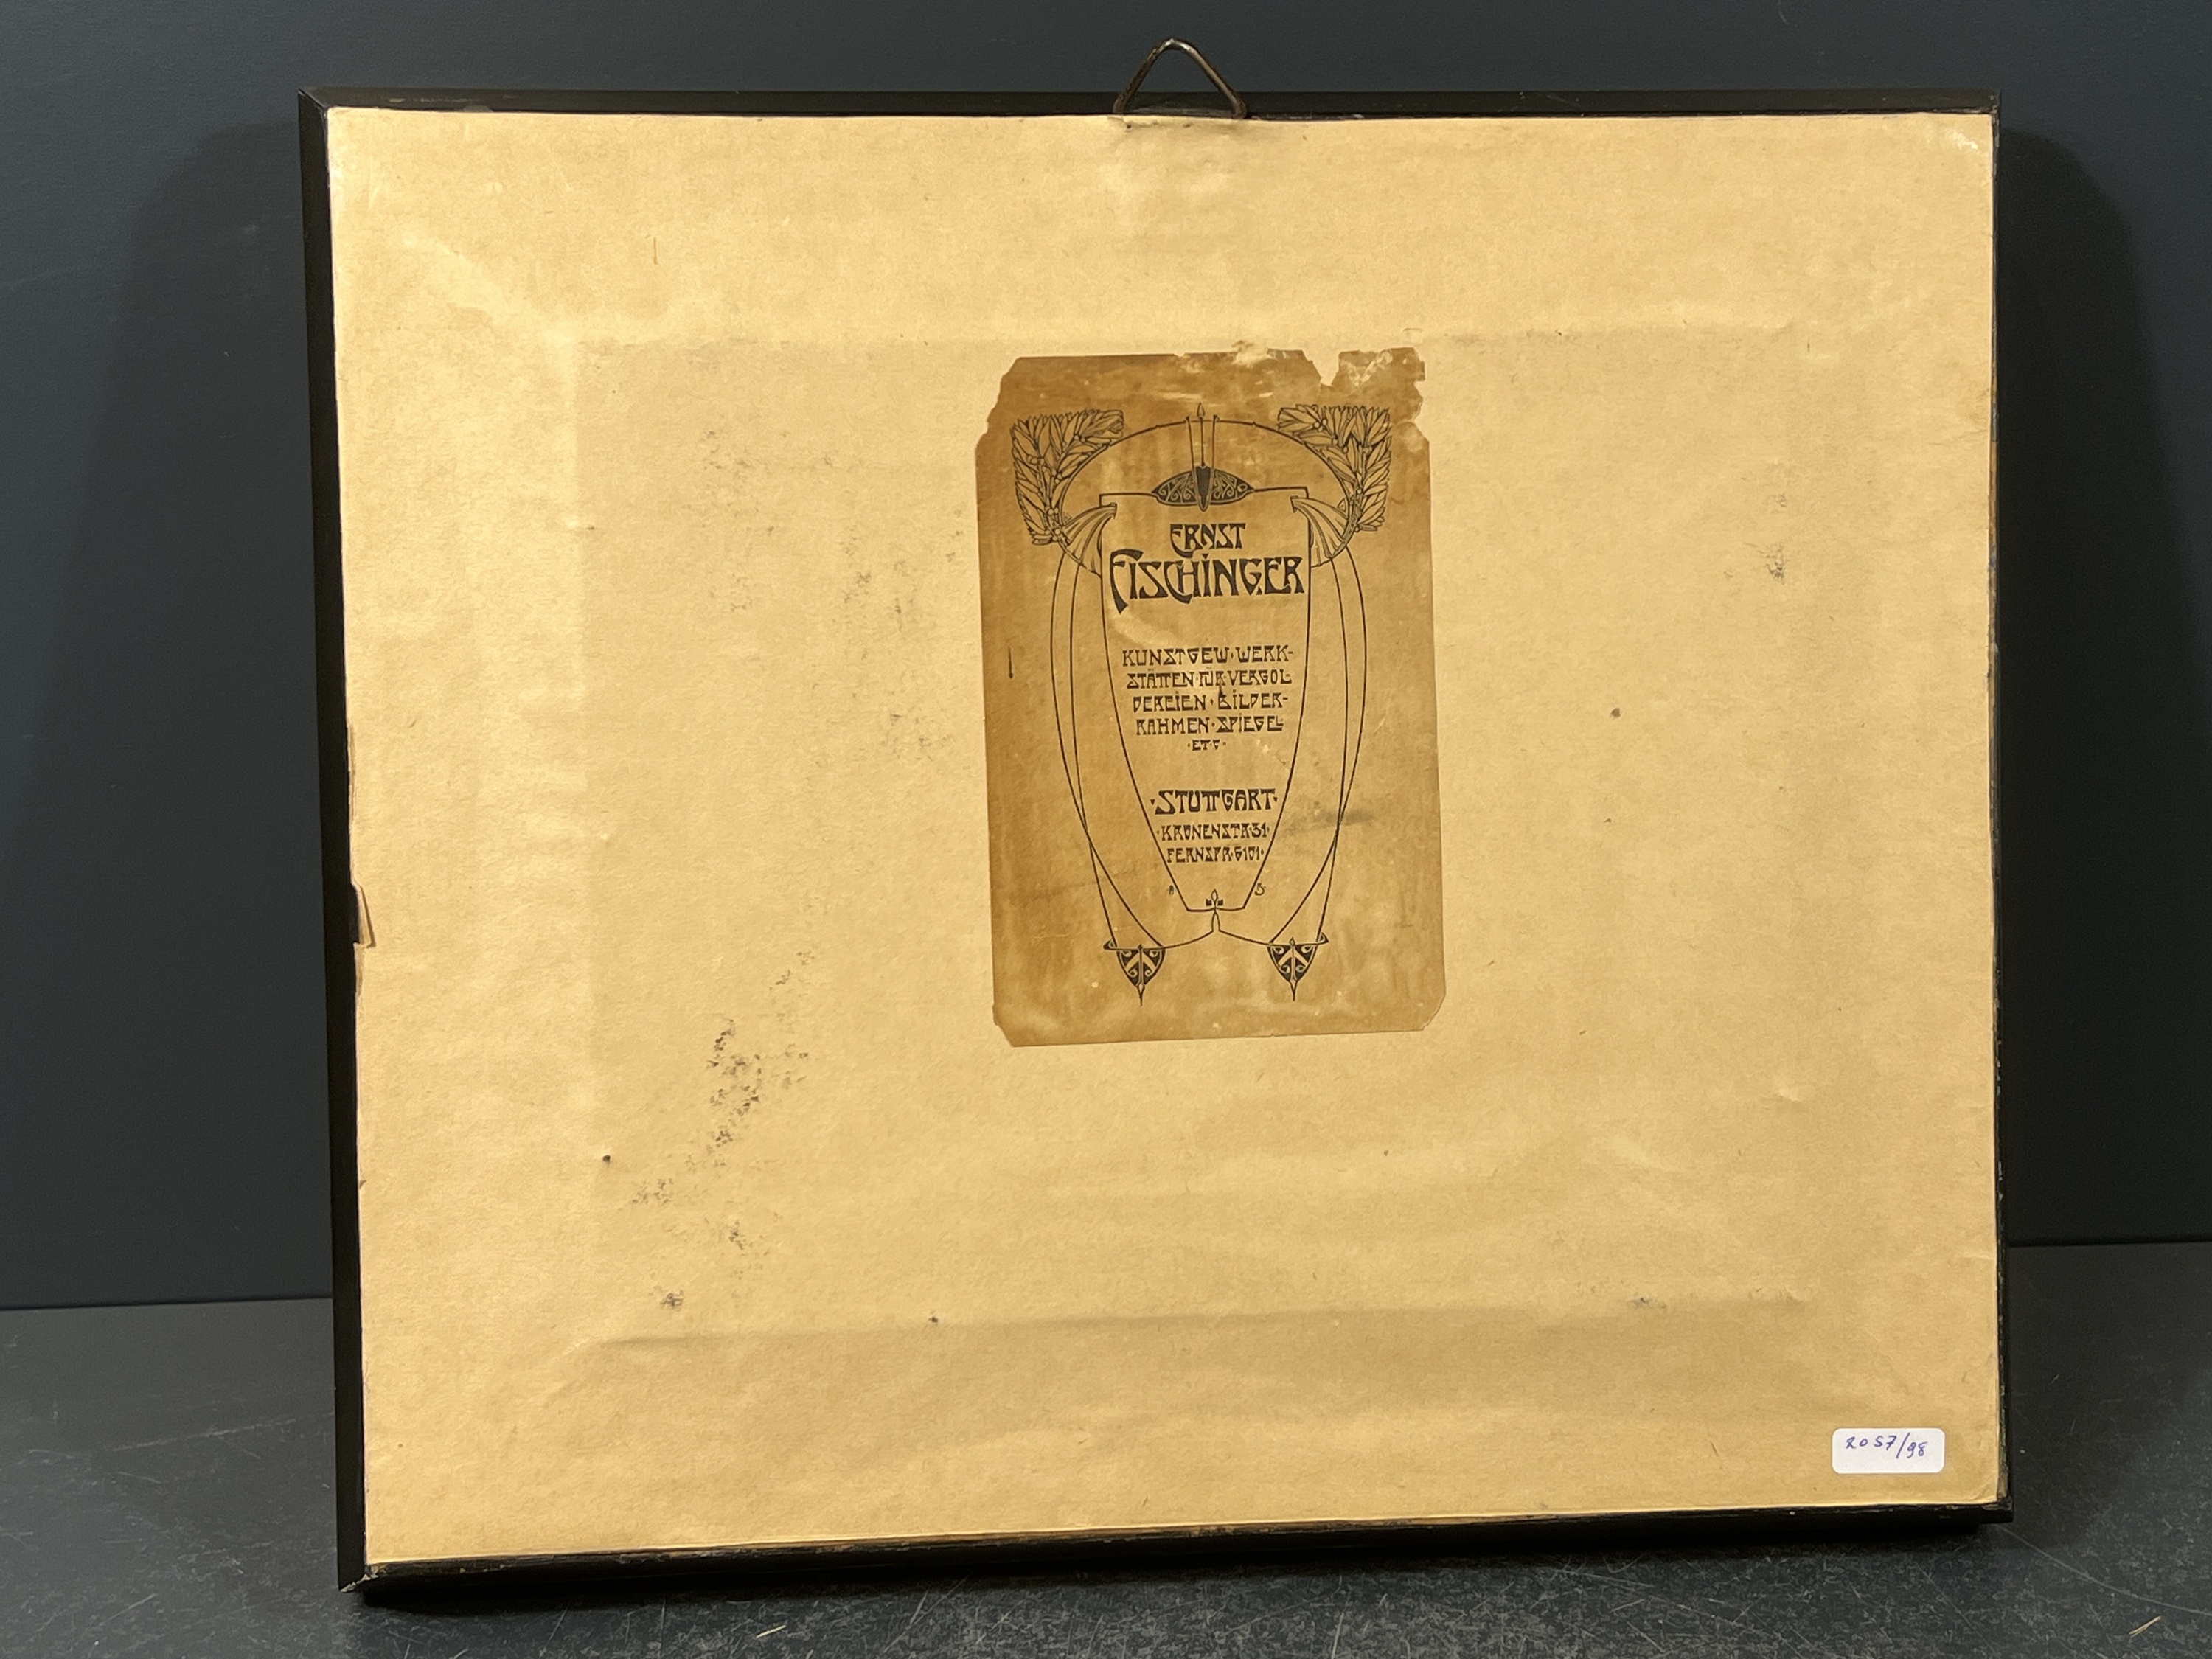 ERNST
FISCHINGER
KUNSTGEW·WERK-
STÄTTEN·FÜR·VERGOL-
DEREIEN·BILDER-
RAHMEN·SPIEGEL
·ETC·
·STUTTGART·
·KRONENSTR·31·
FERNSPR·6101·
2057/98